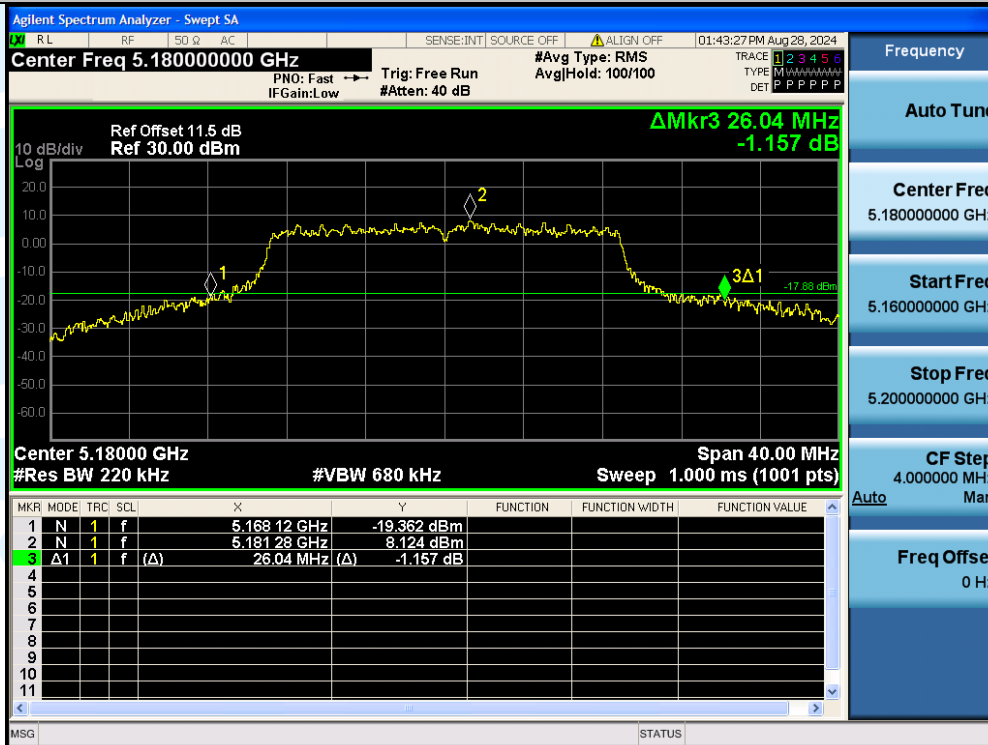 Agilent Spectrum Analyzer - Swept SA
LXI RL RF 50 Ω AC SENSE:INT SOURCE OFF ALIGN OFF 01:43:27 PM Aug 28, 2024
Center Freq 5.180000000 GHz
PNO: Fast
IFGain:Low
Trig: Free Run
#Atten: 40 dB
#Avg Type: RMS
Avg|Hold: 100/100
TRACE 1 2 3 4 5 6
TYPE M
DET P P P P P P
ΔMkr3 26.04 MHz
-1.157 dB
Ref Offset 11.5 dB
10 dB/div Ref 30.00 dBm
Log
20.0
10.0
0.00
-10.0
-20.0
-30.0
-40.0
-50.0
-60.0
1
2
3Δ1
-17.88 dBm
Center 5.18000 GHz Span 40.00 MHz
#Res BW 220 kHz #VBW 680 kHz Sweep 1.000 ms (1001 pts)
MKR MODE TRC SCL X Y FUNCTION FUNCTION WIDTH FUNCTION VALUE
1 N 1 f 5.168 12 GHz -19.362 dBm
2 N 1 f 5.181 28 GHz 8.124 dBm
3 Δ1 1 f (Δ) 26.04 MHz (Δ) -1.157 dB
4
5
6
7
8
9
10
11
MSG STATUS
Frequency
Auto Tune
Center Freq
5.180000000 GH
Start Freq
5.160000000 GH
Stop Freq
5.200000000 GH
CF Step
4.000000 MH
Auto Man
Freq Offse
0 H